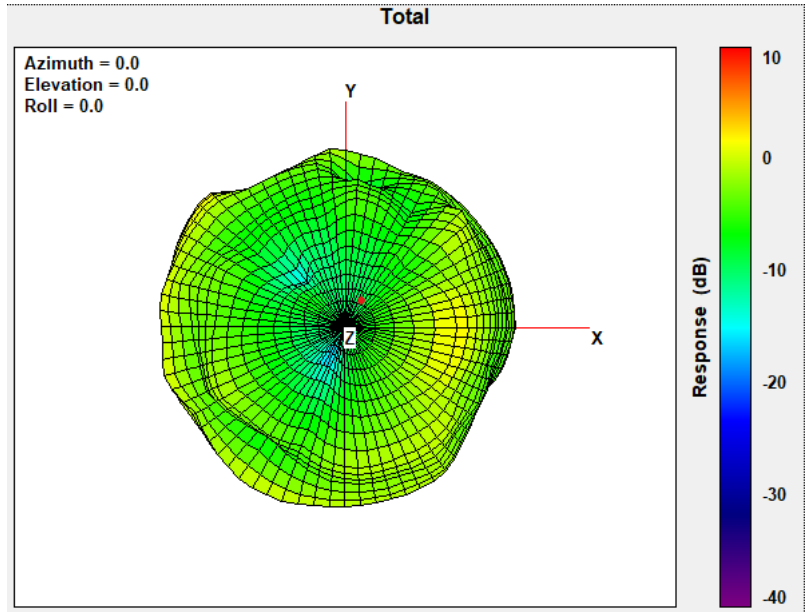 Total
Azimuth = 0.0
Elevation = 0.0
Roll = 0.0
Y
X
Z
10
0
-10
-20
-30
-40
Response (dB)